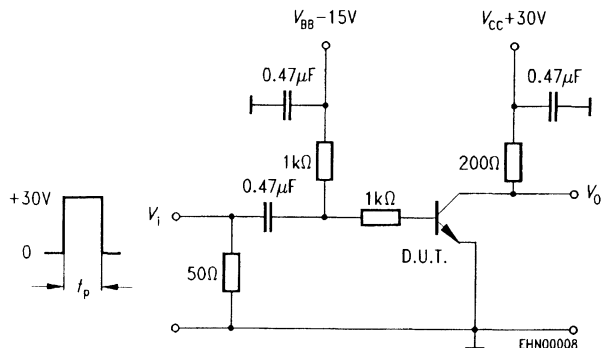 V_BB–15V
V_CC+30V
0.47μF
0.47μF
1kΩ
200Ω
+30V
0
t_p
0.47μF
1kΩ
V_i
V_o
50Ω
D.U.T.
EHN00008